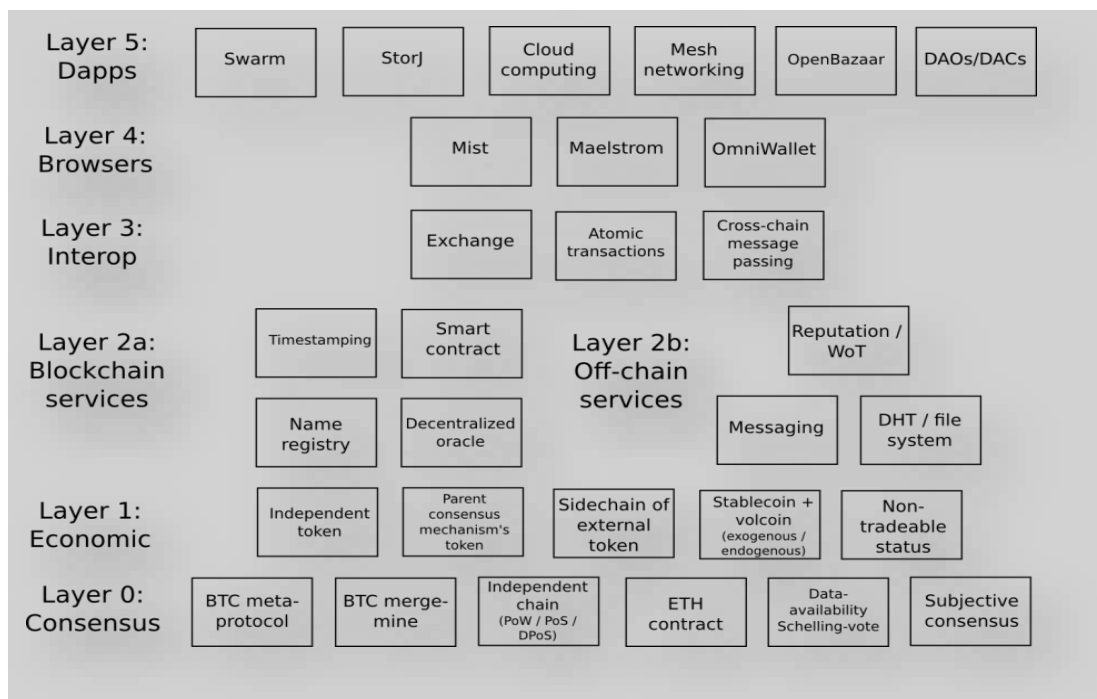 Layer 5:
Dapps
Swarm
StorJ
Cloud
computing
Mesh
networking
OpenBazaar
DAOs/DACs
Layer 4:
Browsers
Mist
Maelstrom
OmniWallet
Layer 3:
Interop
Exchange
Atomic
transactions
Cross-chain
message
passing
Layer 2a:
Blockchain
services
Timestamping
Smart
contract
Name
registry
Decentralized
oracle
Layer 2b:
Off-chain
services
Reputation /
WoT
Messaging
DHT / file
system
Layer 1:
Economic
Independent
token
Parent
consensus
mechanism's
token
Sidechain of
external
token
Stablecoin +
volcoin
(exogenous /
endogenous)
Non-
tradeable
status
Layer 0:
Consensus
BTC meta-
protocol
BTC merge-
mine
Independent
chain
(PoW / PoS /
DPoS)
ETH
contract
Data-
availability
Schelling-vote
Subjective
consensus